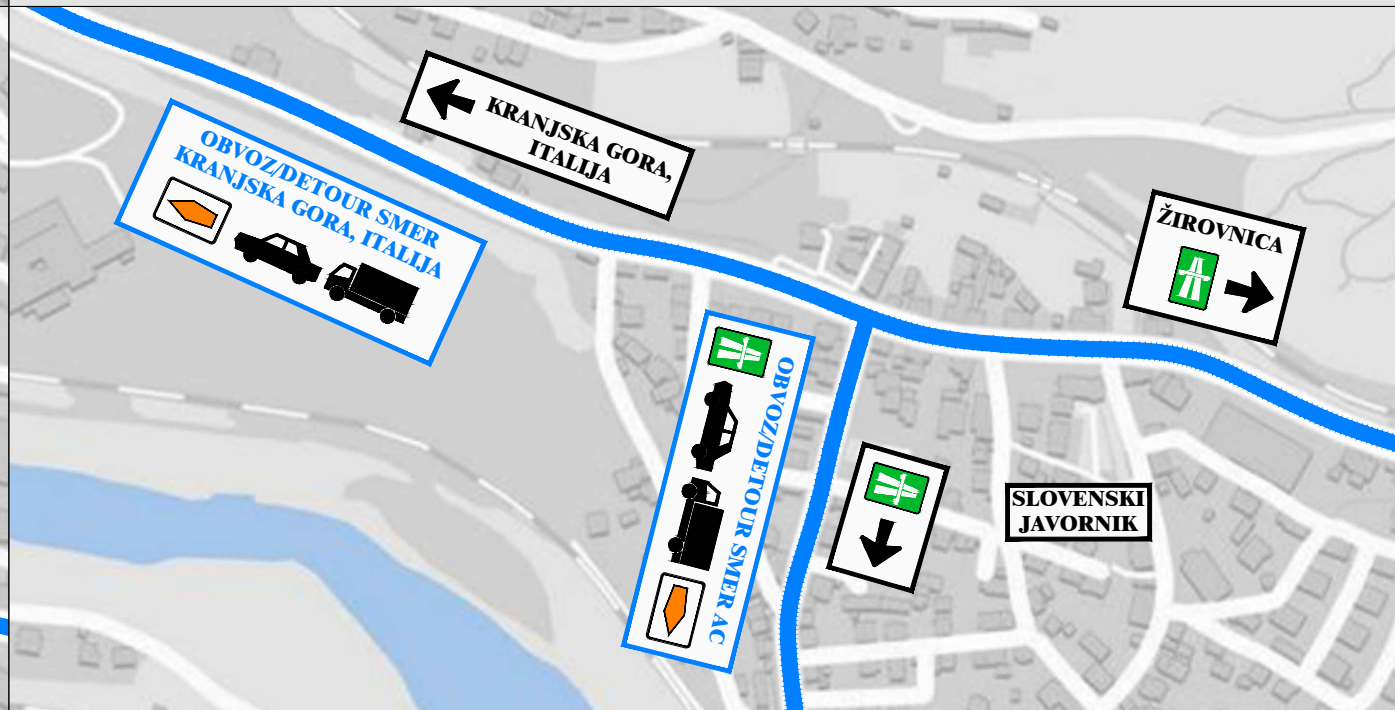 KRANJSKA GORA,
ITALIJA
OBVOZ/DETOUR SMER
KRANJSKA GORA, ITALIJA
ŽIROVNICA
OBVOZ/DETOUR SMER AC
SLOVENSKI
JAVORNIK